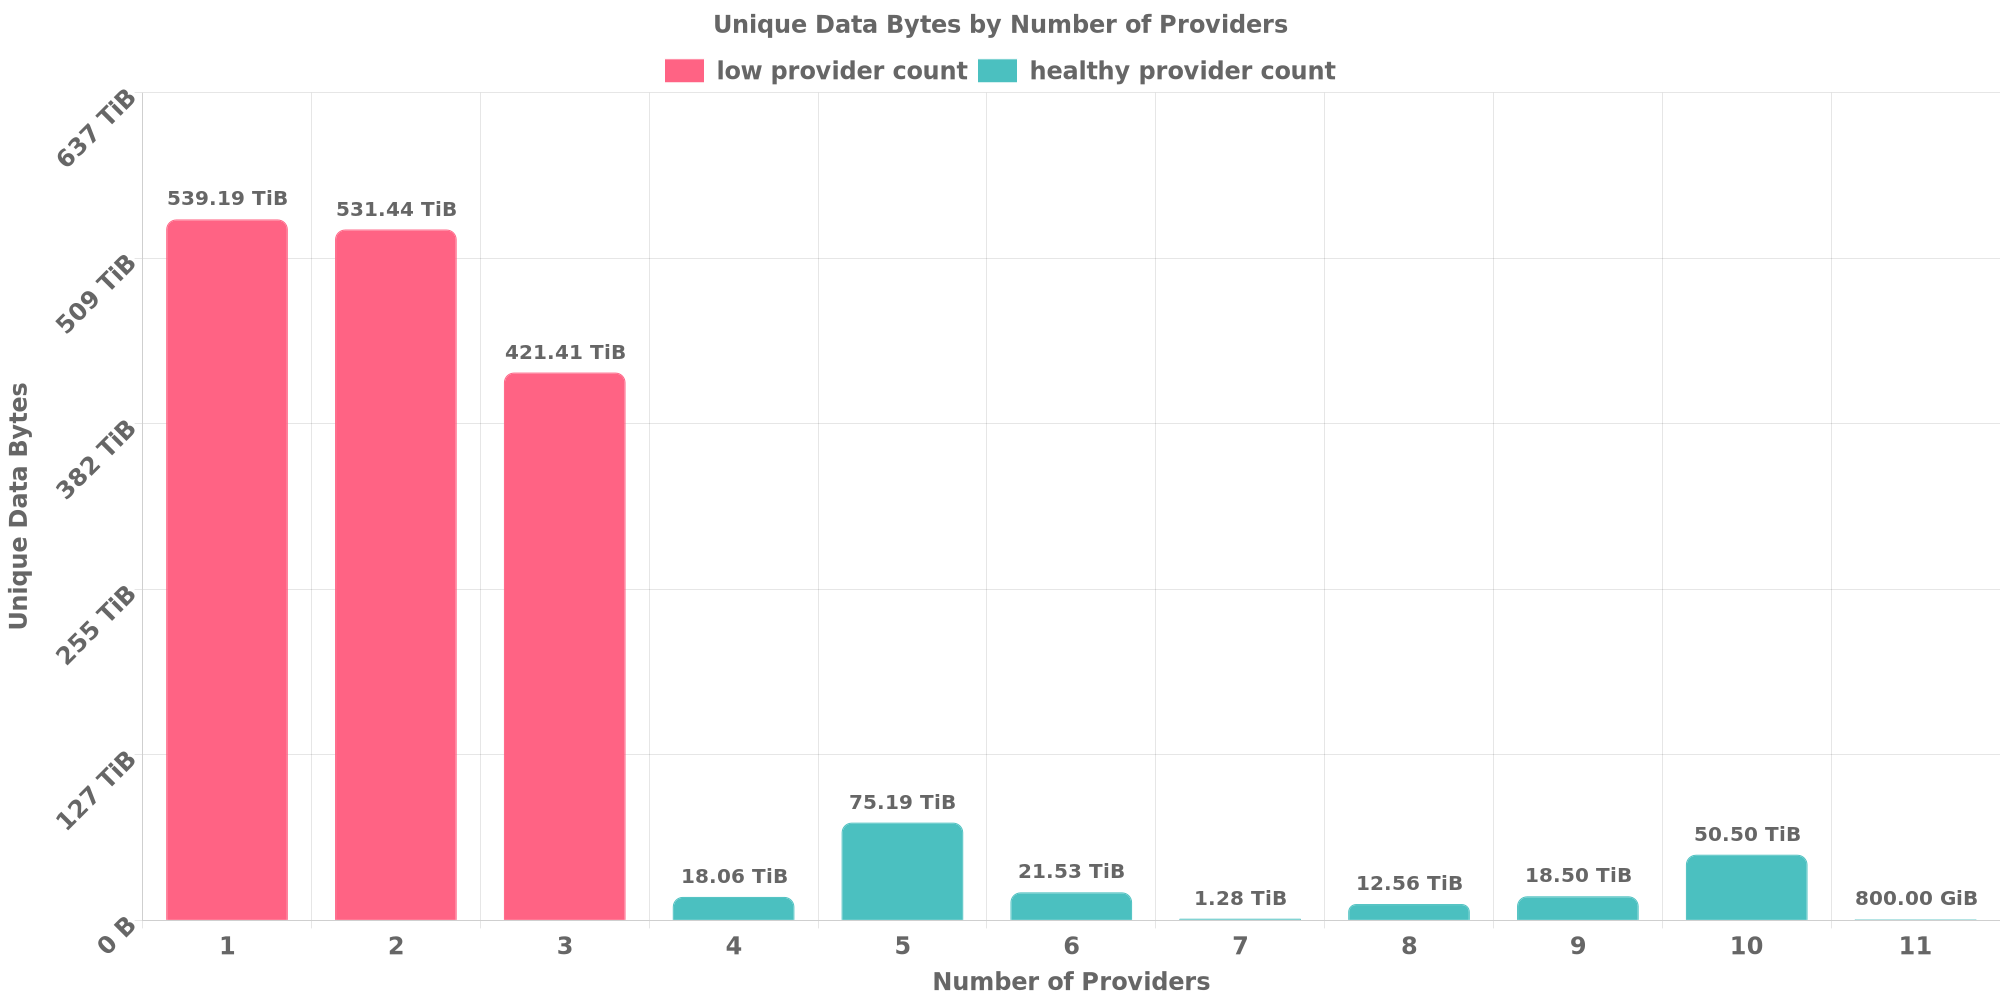 Unique Data Bytes by Number of Providers
low provider count healthy provider count
637 TiB
509 TiB
382 TiB
255 TiB
127 TiB
0 B
Unique Data Bytes
539.19 TiB
531.44 TiB
421.41 TiB
18.06 TiB
75.19 TiB
21.53 TiB
1.28 TiB
12.56 TiB
18.50 TiB
50.50 TiB
800.00 GiB
1 2 3 4 5 6 7 8 9 10 11
Number of Providers